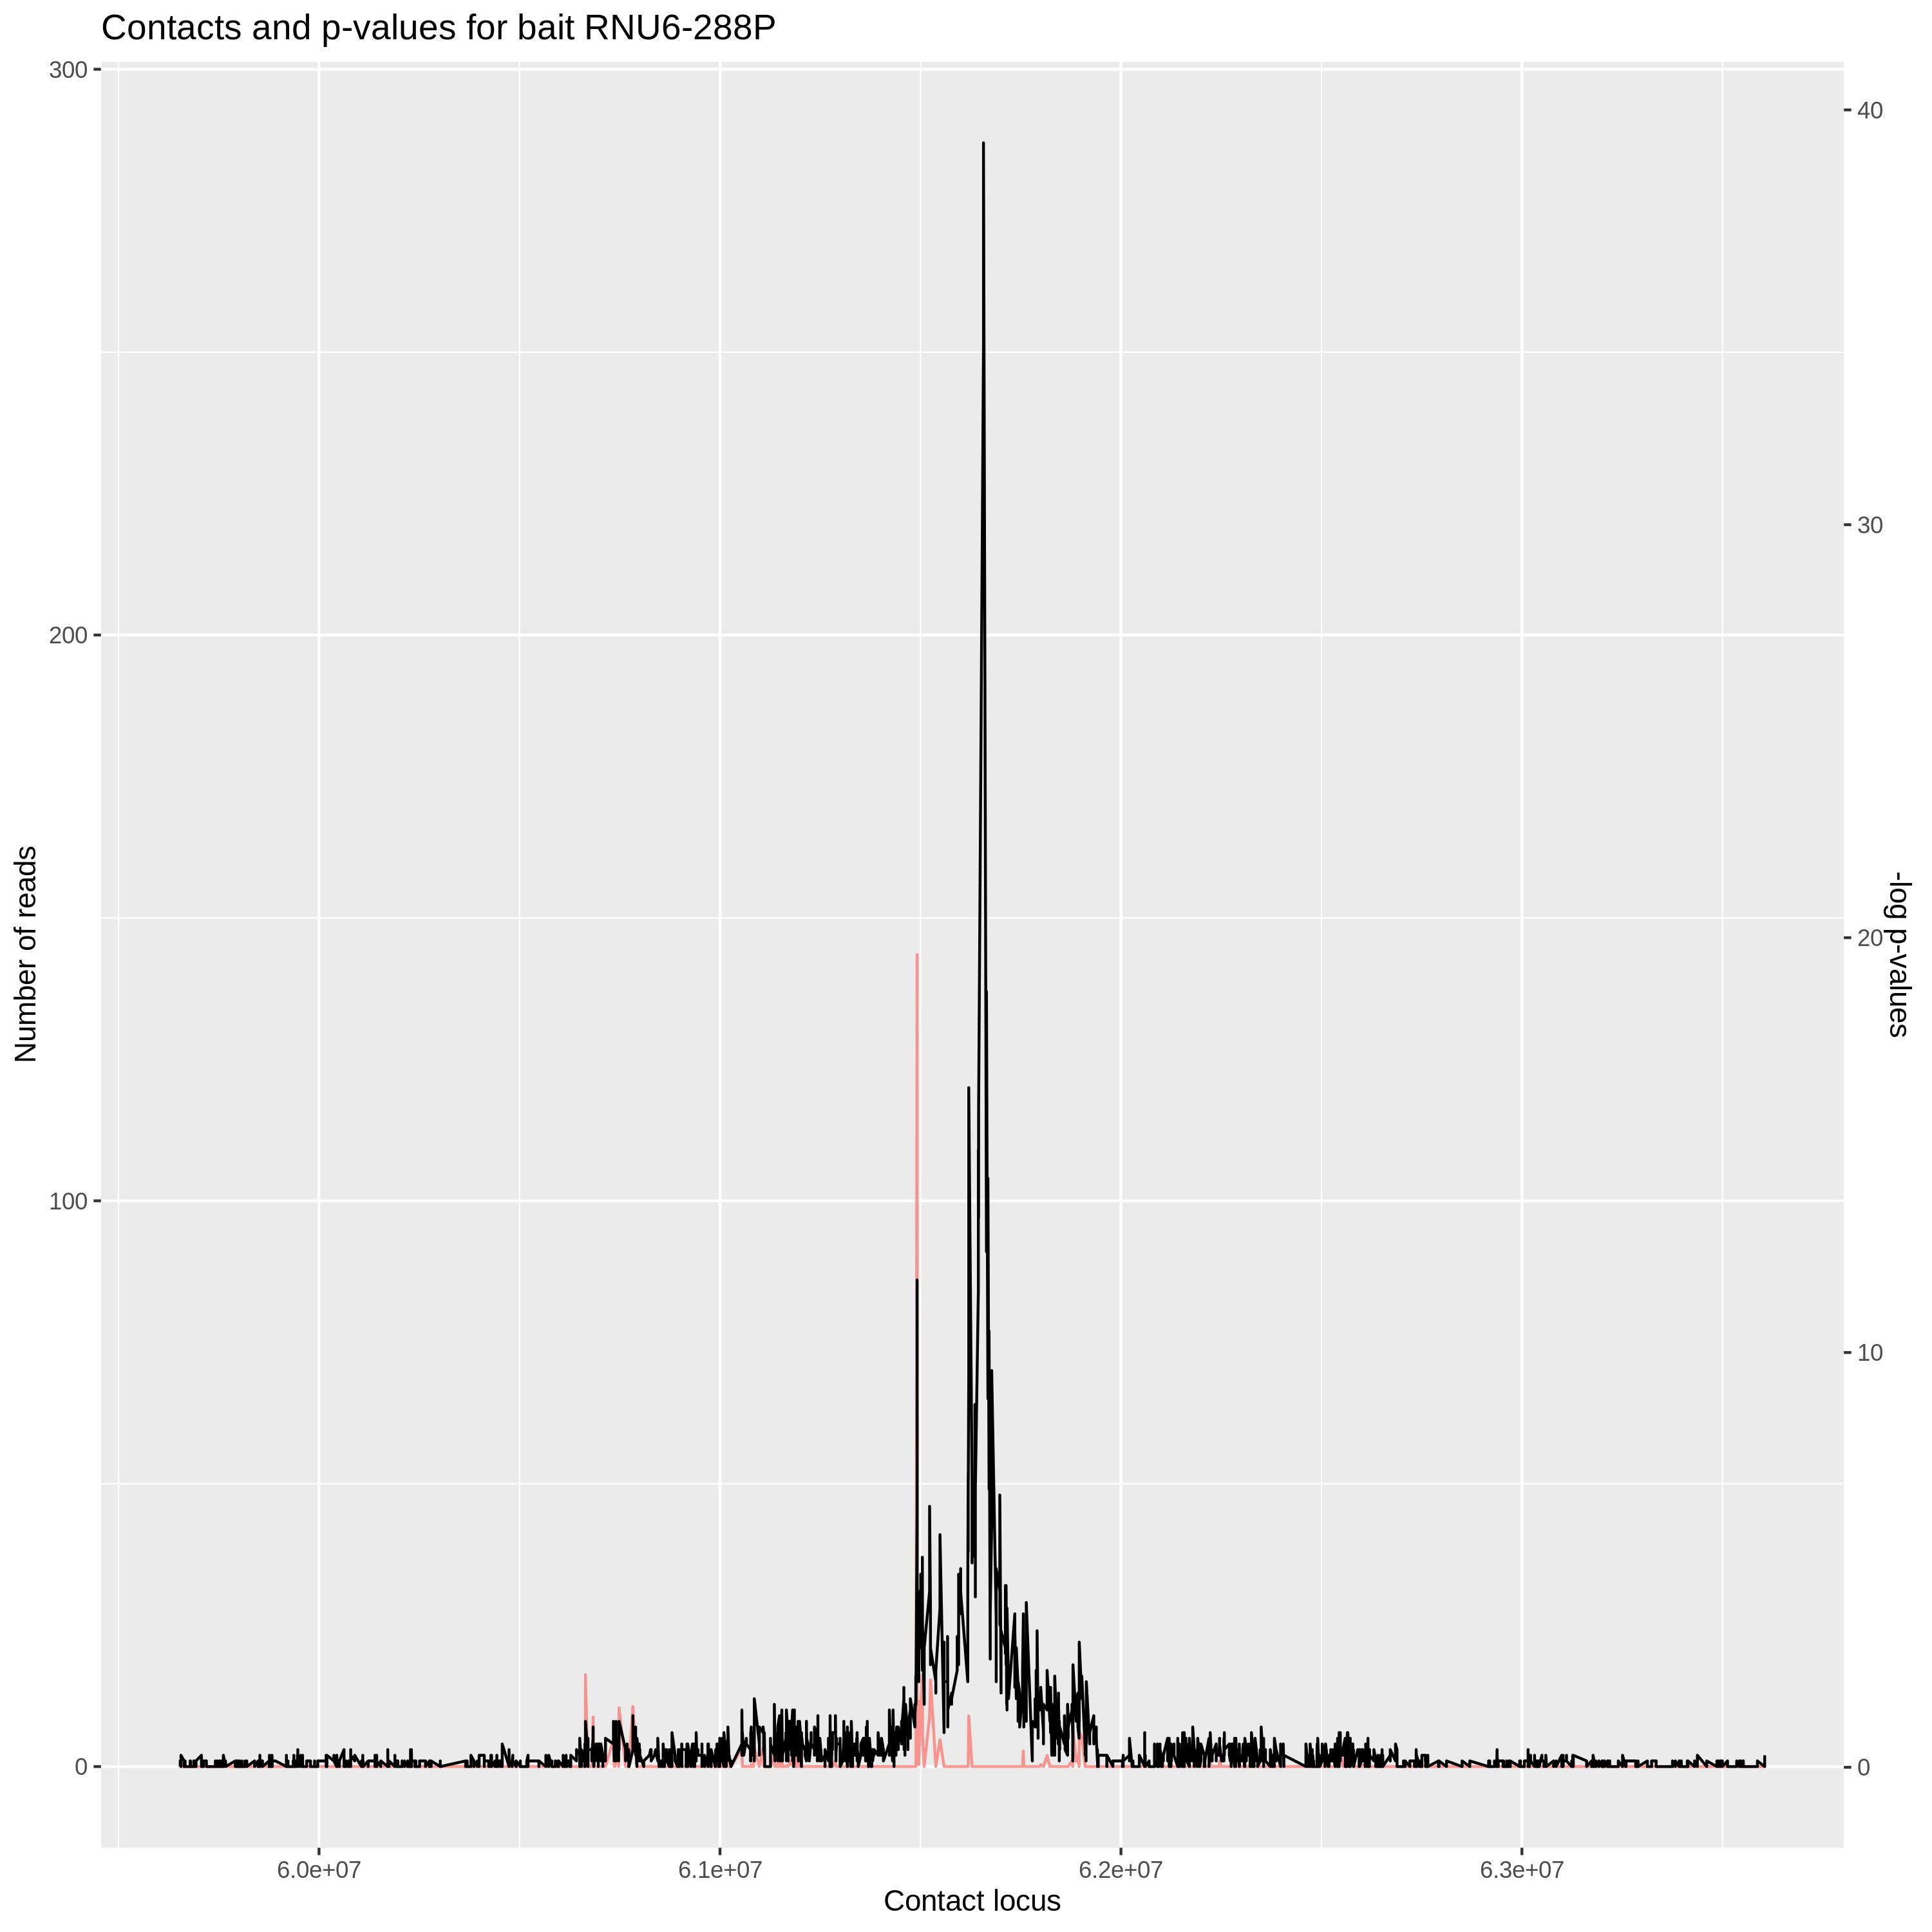 Contacts and p-values for bait RNU6-288P
300
200
100
0
Number of reads
40
30
20
10
0
-log p-values
6.0e+07 6.1e+07 6.2e+07 6.3e+07
Contact locus